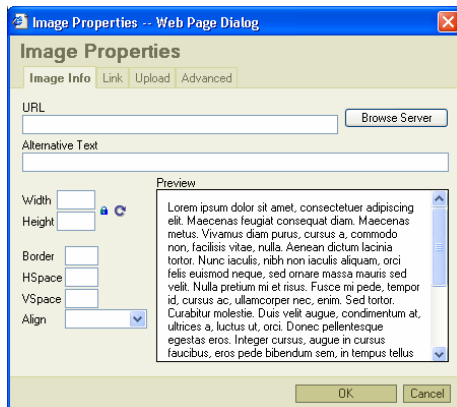 Image Properties -- Web Page Dialog
Image Properties
Image Info Link Upload Advanced
URL
Browse Server
Alternative Text
Width
Height
Border
HSpace
VSpace
Align
Preview
Lorem ipsum dolor sit amet, consectetuer adipiscing
elit. Maecenas feugiat consequat diam. Maecenas
metus. Vivamus diam purus, cursus a, commodo
non, facilisis vitae, nulla. Aenean dictum lacinia
tortor. Nunc iaculis, nibh non iaculis aliquam, orci
felis euismod neque, sed ornare massa mauris sed
velit. Nulla pretium mi et risus. Fusce mi pede, tempor
id, cursus ac, ullamcorper nec, enim. Sed tortor.
Curabitur molestie. Duis velit augue, condimentum at,
ultrices a, luctus ut, orci. Donec pellentesque
egestas eros. Integer cursus, augue in cursus
faucibus, eros pede bibendum sem, in tempus tellus
OK Cancel